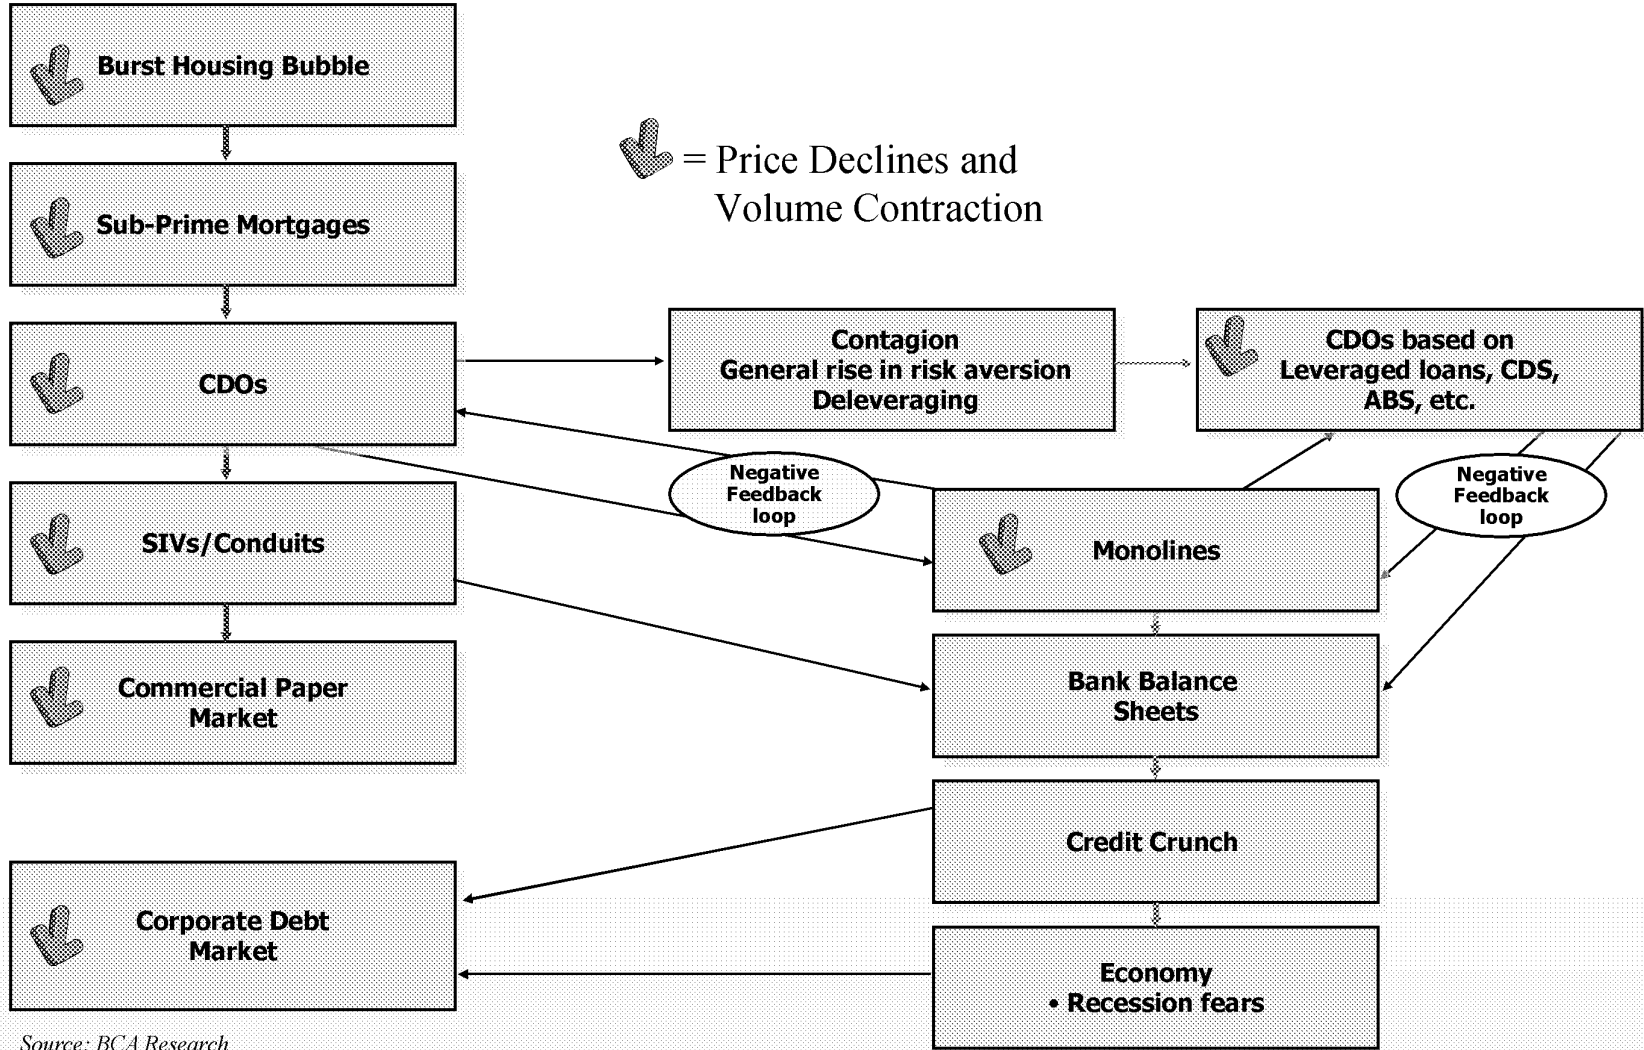 Burst Housing Bubble
= Price Declines and
Volume Contraction
Sub-Prime Mortgages
CDOs
Contagion
General rise in risk aversion
Deleveraging
CDOs based on
Leveraged loans, CDS,
ABS, etc.
Negative
Feedback
loop
Negative
Feedback
loop
SIVs/Conduits
Monolines
Commercial Paper
Market
Bank Balance
Sheets
Credit Crunch
Corporate Debt
Market
Economy
• Recession fears
Source: BCA Research